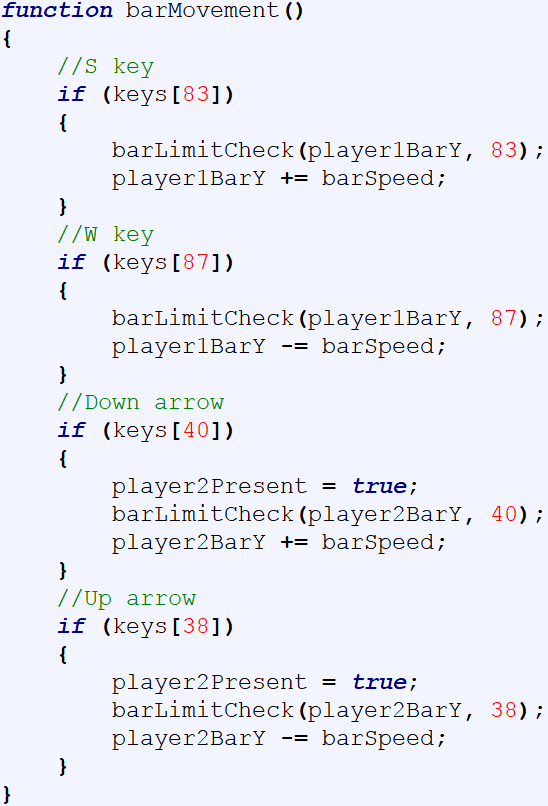 function barMovement()
{
    //S key
    if (keys[83])
    {
        barLimitCheck(player1BarY, 83);
        player1BarY += barSpeed;
    }
    //W key
    if (keys[87])
    {
        barLimitCheck(player1BarY, 87);
        player1BarY -= barSpeed;
    }
    //Down arrow
    if (keys[40])
    {
        player2Present = true;
        barLimitCheck(player2BarY, 40);
        player2BarY += barSpeed;
    }
    //Up arrow
    if (keys[38])
    {
        player2Present = true;
        barLimitCheck(player2BarY, 38);
        player2BarY -= barSpeed;
    }
}